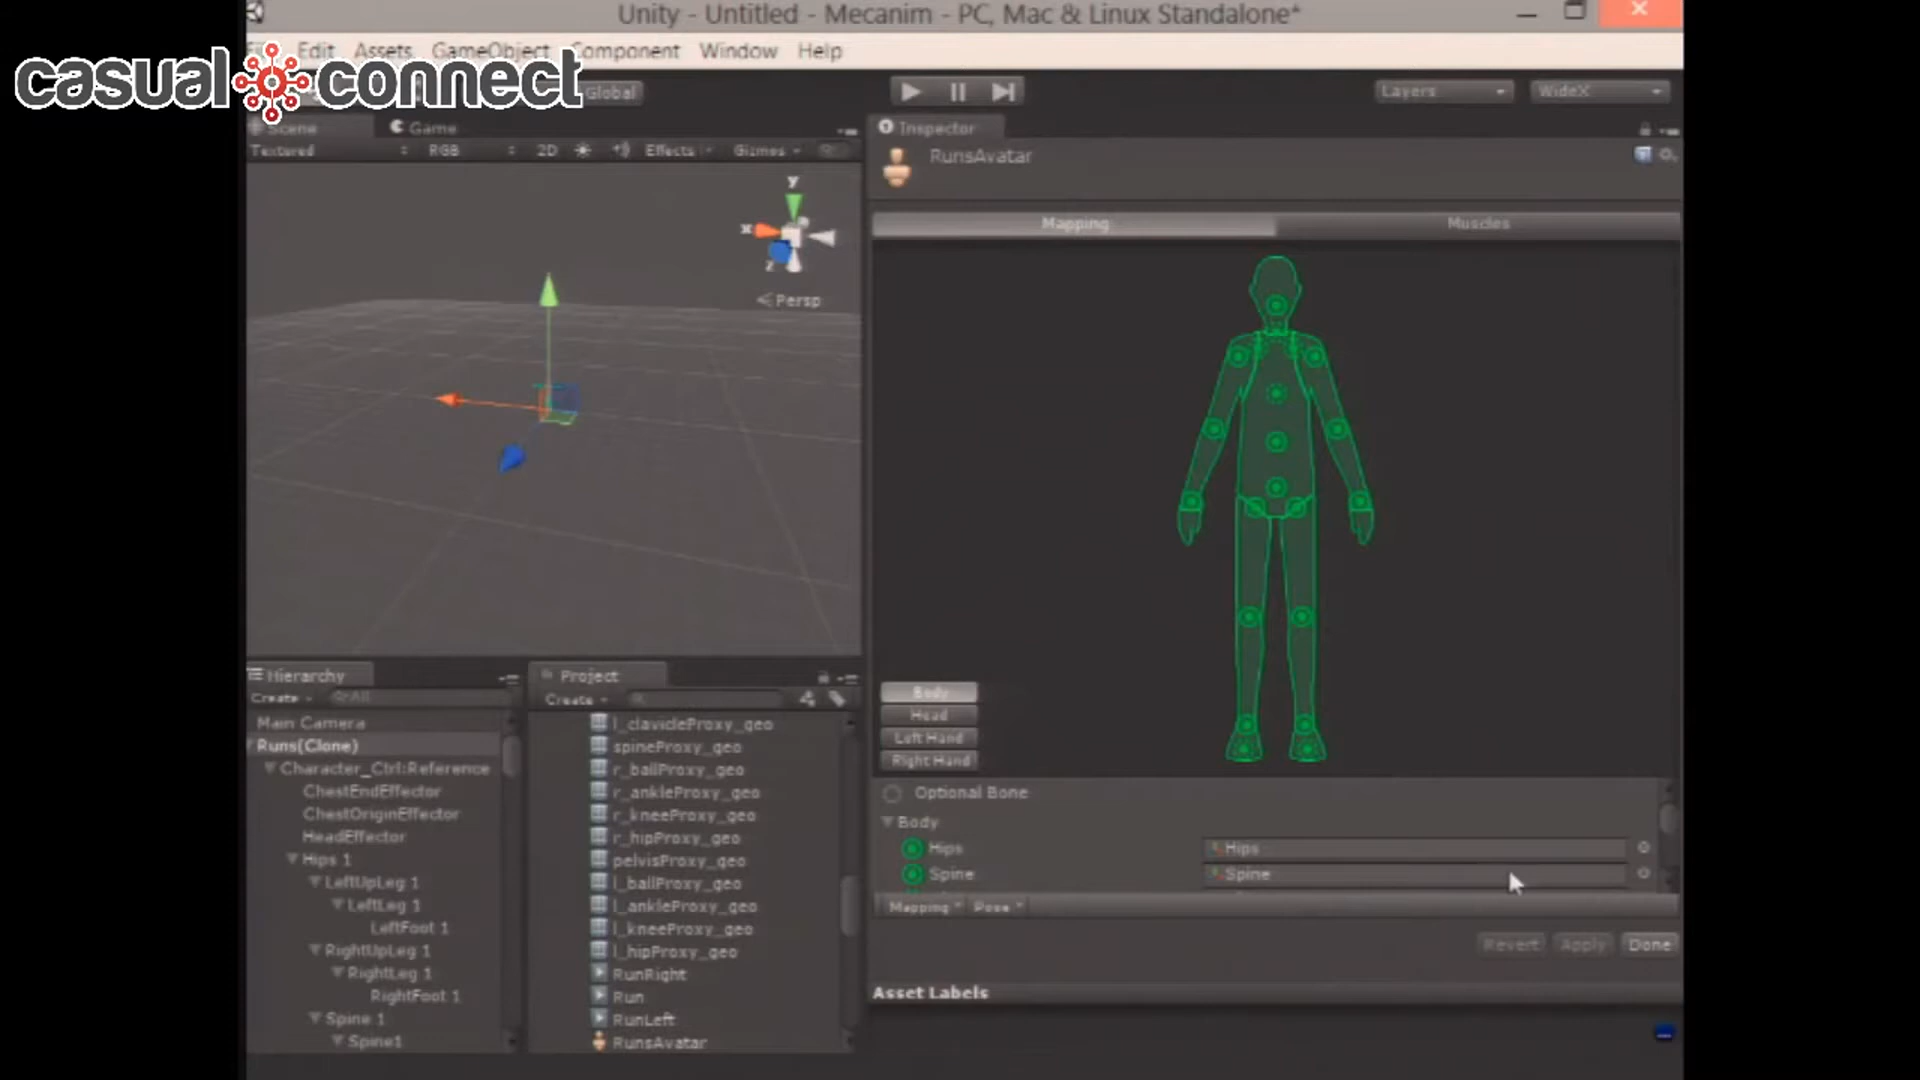 Unity - Untitled - Mecanim - PC, Mac & Linux Standalone*
Edit Assets GameObject Component Window Help
casual connect
Global
Layers
WideX
Scene
Game
Inspector
Textured
RGB
2D
Effects
Gizmos
RunsAvatar
y
x
z
Persp
Mapping
Muscles
Body
Head
Left Hand
Right Hand
Optional Bone
Body
Hips
Hips
Spine
Spine
Mapping
Pose
Revert
Apply
Done
Asset Labels
Hierarchy
Create
All
Main Camera
Runs(Clone)
Character_Ctrl:Reference
ChestEndEffector
ChestOriginEffector
HeadEffector
Hips 1
LeftUpLeg 1
LeftLeg 1
LeftFoot 1
RightUpLeg 1
RightLeg 1
RightFoot 1
Spine 1
Spine1
Project
Create
l_clavicleProxy_geo
spineProxy_geo
r_ballProxy_geo
r_ankleProxy_geo
r_kneeProxy_geo
r_hipProxy_geo
pelvisProxy_geo
l_ballProxy_geo
l_ankleProxy_geo
l_kneeProxy_geo
l_hipProxy_geo
RunRight
Run
RunLeft
RunsAvatar